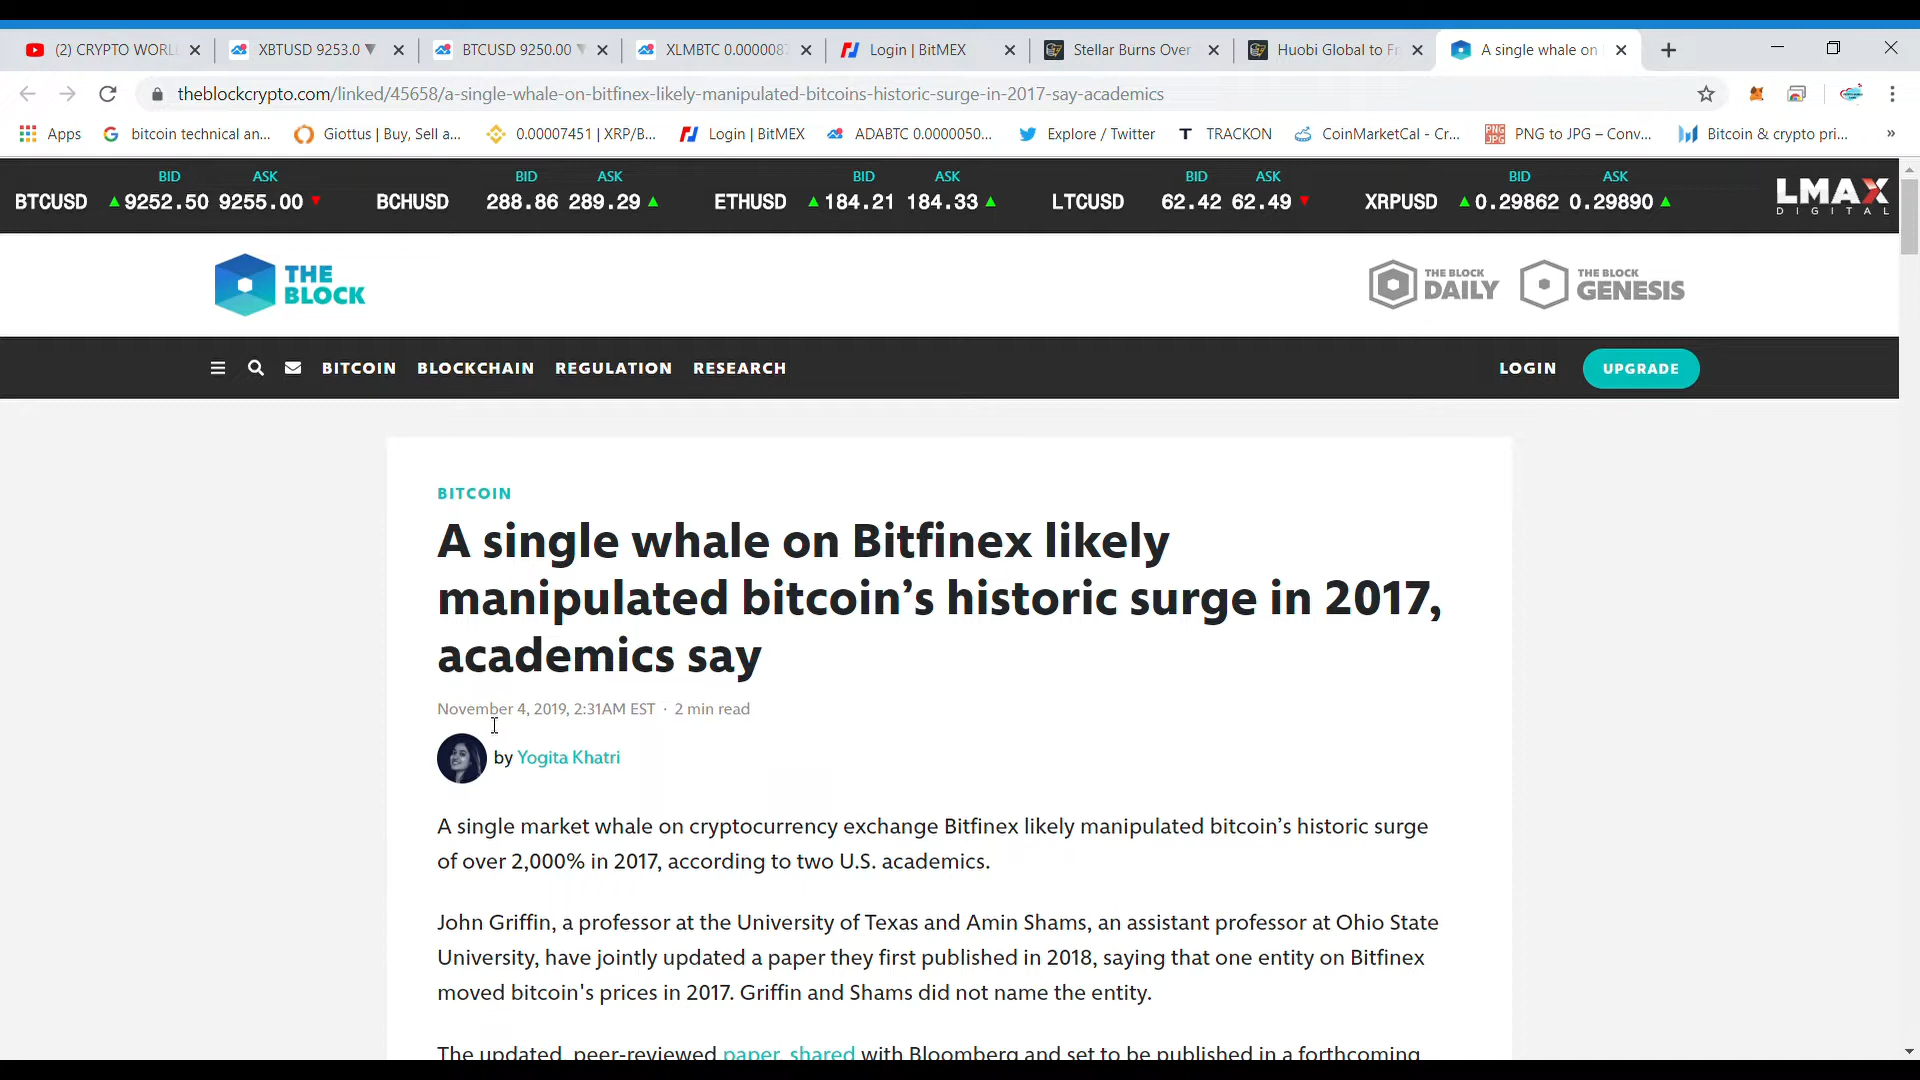 (2) CRYPTO WORL
XBTUSD 9253.0 ▼
BTCUSD 9250.00 ▼
XLMBTC 0.0000087
Login | BitMEX
Stellar Burns Over
Huobi Global to Fr
A single whale on
theblockcrypto.com/linked/45658/a-single-whale-on-bitfinex-likely-manipulated-bitcoins-historic-surge-in-2017-say-academics
Apps
bitcoin technical an...
Giottus | Buy, Sell a...
0.00007451 | XRP/B...
Login | BitMEX
ADABTC 0.0000050...
Explore / Twitter
T TRACKON
CoinMarketCal - Cr...
PNG to JPG – Conv...
Bitcoin & crypto pri...
»
BID ASK
BTCUSD ▲9252.50 9255.00 ▼
BID ASK
BCHUSD 288.86 289.29 ▲
BID ASK
ETHUSD ▲184.21 184.33 ▲
BID ASK
LTCUSD 62.42 62.49 ▼
BID ASK
XRPUSD ▲0.29862 0.29890 ▲
LMAX
DIGITAL
THE
BLOCK
THE BLOCK
DAILY
THE BLOCK
GENESIS
BITCOIN BLOCKCHAIN REGULATION RESEARCH
LOGIN UPGRADE
BITCOIN
A single whale on Bitfinex likely
manipulated bitcoin’s historic surge in 2017,
academics say
November 4, 2019, 2:31AM EST · 2 min read
by Yogita Khatri
A single market whale on cryptocurrency exchange Bitfinex likely manipulated bitcoin’s historic surge
of over 2,000% in 2017, according to two U.S. academics.
John Griffin, a professor at the University of Texas and Amin Shams, an assistant professor at Ohio State
University, have jointly updated a paper they first published in 2018, saying that one entity on Bitfinex
moved bitcoin's prices in 2017. Griffin and Shams did not name the entity.
The updated, peer-reviewed paper, shared with Bloomberg and set to be published in a forthcoming